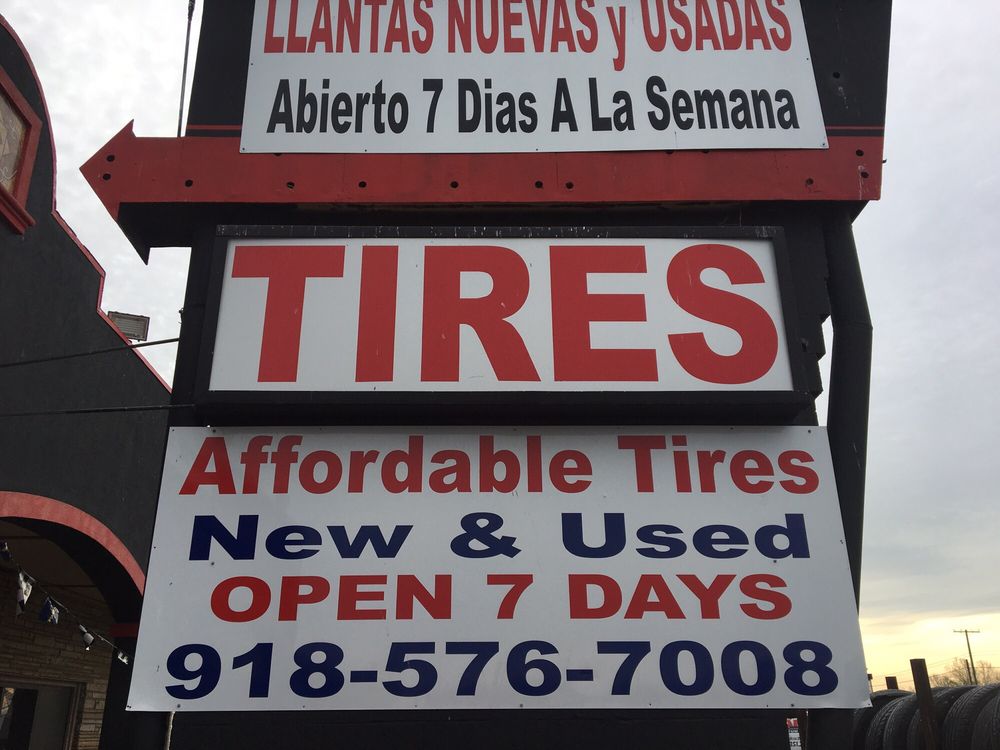 LLANTAS NUEVAS y USADAS
Abierto 7 Dias A La Semana
TIRES
Affordable Tires
New & Used
OPEN 7 DAYS
918-576-7008